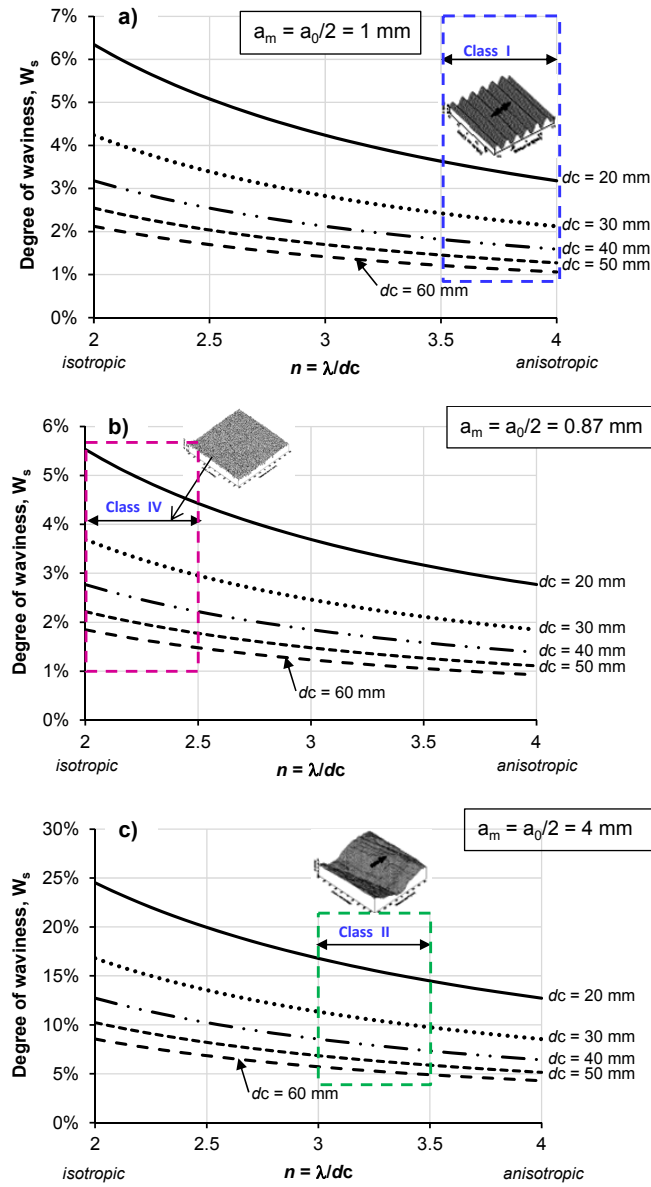 a)
a_m = a_0/2 = 1 mm
Class I
7%
6%
5%
4%
3%
2%
1%
0%
Degree of waviness, W_s
dc = 20 mm
dc = 30 mm
dc = 40 mm
dc = 50 mm
dc = 60 mm
2 2.5 3 3.5 4
isotropic n = λ/dc anisotropic
b)
a_m = a_0/2 = 0.87 mm
Class IV
6%
5%
4%
3%
2%
1%
0%
Degree of waviness, W_s
dc = 20 mm
dc = 30 mm
dc = 40 mm
dc = 50 mm
dc = 60 mm
2 2.5 3 3.5 4
isotropic n = λ/dc anisotropic
c)
a_m = a_0/2 = 4 mm
Class II
30%
25%
20%
15%
10%
5%
0%
Degree of waviness, W_s
dc = 20 mm
dc = 30 mm
dc = 40 mm
dc = 50 mm
dc = 60 mm
2 2.5 3 3.5 4
isotropic n = λ/dc anisotropic